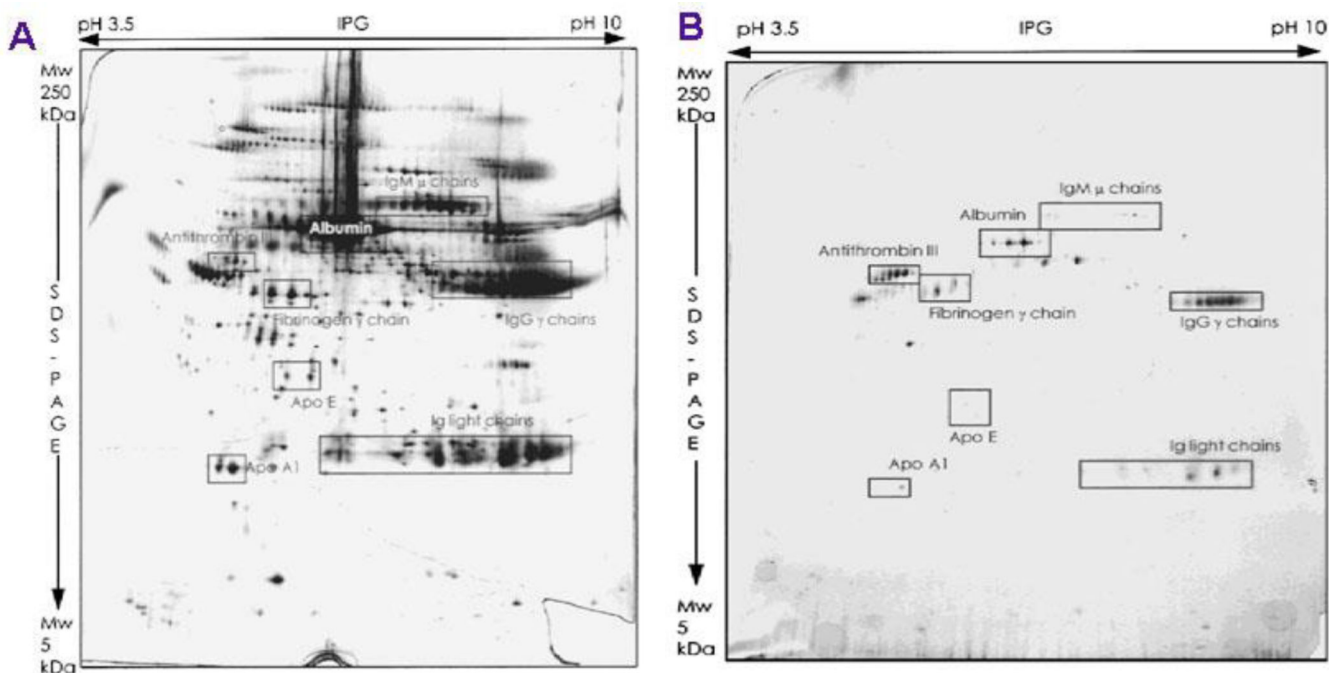 A
pH 3.5
IPG
pH 10
Mw
250
kDa
S
D
S
-
P
A
G
E
Mw
5
kDa
IgM μ chains
Albumin
Antithrombin
Fibrinogen γ chain
IgG γ chains
Apo E
Ig light chains
Apo A1
B
pH 3.5
IPG
pH 10
Mw
250
kDa
S
D
S
-
P
A
G
E
Mw
5
kDa
IgM μ chains
Albumin
Antithrombin III
Fibrinogen γ chain
IgG γ chains
Apo E
Ig light chains
Apo A1